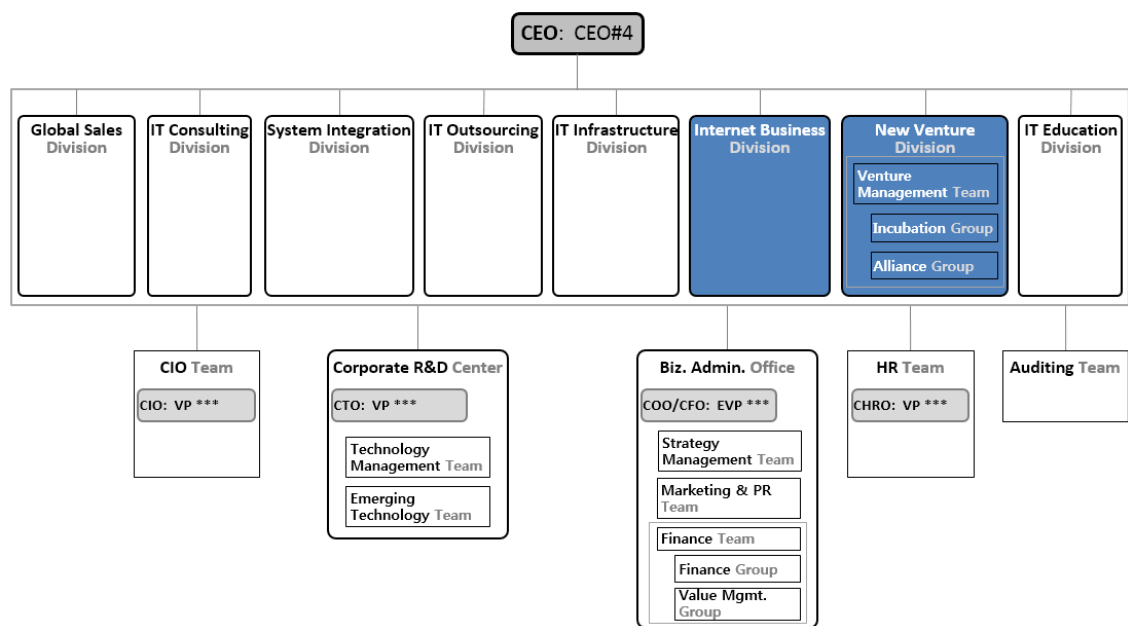 CEO: CEO#4
Global Sales
Division
IT Consulting
Division
System Integration
Division
IT Outsourcing
Division
IT Infrastructure
Division
Internet Business
Division
New Venture
Division
Venture
Management Team
Incubation Group
Alliance Group
IT Education
Division
CIO Team
CIO: VP ***
Corporate R&D Center
CTO: VP ***
Technology
Management Team
Emerging
Technology Team
Biz. Admin. Office
COO/CFO: EVP ***
Strategy
Management Team
Marketing & PR
Team
Finance Team
Finance Group
Value Mgmt.
Group
HR Team
CHRO: VP ***
Auditing Team